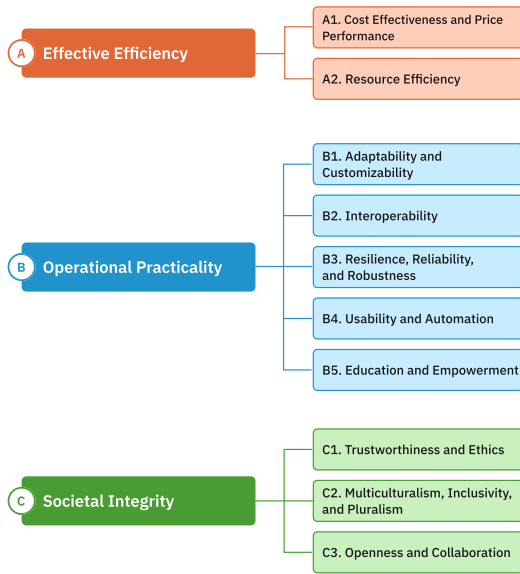 A
Effective Efficiency
A1. Cost Effectiveness and Price
Performance
A2. Resource Efficiency
B
Operational Practicality
B1. Adaptability and
Customizability
B2. Interoperability
B3. Resilience, Reliability,
and Robustness
B4. Usability and Automation
B5. Education and Empowerment
C
Societal Integrity
C1. Trustworthiness and Ethics
C2. Multiculturalism, Inclusivity,
and Pluralism
C3. Openness and Collaboration